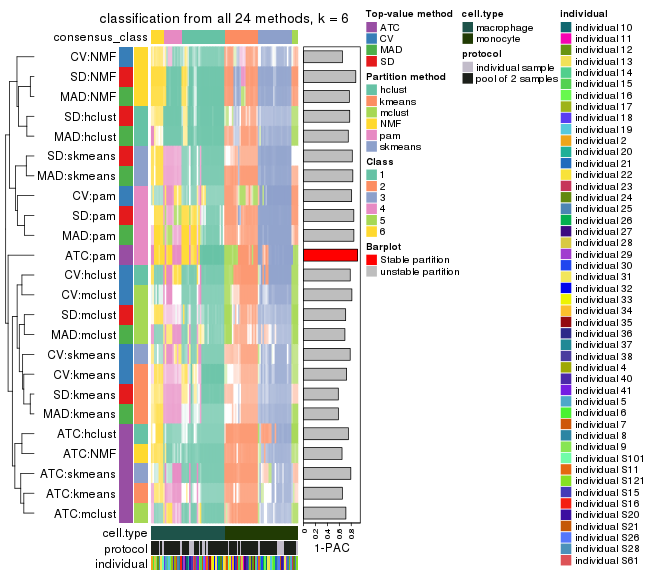 classification from all 24 methods, k = 6
consensus_class
CV:NMF
SD:NMF
MAD:NMF
SD:hclust
MAD:hclust
SD:skmeans
MAD:skmeans
CV:pam
SD:pam
MAD:pam
ATC:pam
CV:hclust
CV:mclust
SD:mclust
MAD:mclust
CV:skmeans
CV:kmeans
SD:kmeans
MAD:kmeans
ATC:hclust
ATC:NMF
ATC:skmeans
ATC:kmeans
ATC:mclust
cell.type
protocol
individual
0
0.2
0.4
0.6
0.8
1-PAC
Top-value method
ATC
CV
MAD
SD
Partition method
hclust
kmeans
mclust
NMF
pam
skmeans
Class
1
2
3
4
5
6
Barplot
Stable partition
unstable partition
cell.type
macrophage
monocyte
protocol
individual sample
pool of 2 samples
individual
individual 10
individual 11
individual 12
individual 13
individual 14
individual 15
individual 16
individual 17
individual 18
individual 19
individual 2
individual 20
individual 21
individual 22
individual 23
individual 24
individual 25
individual 26
individual 27
individual 28
individual 29
individual 30
individual 31
individual 32
individual 33
individual 34
individual 35
individual 36
individual 37
individual 38
individual 4
individual 40
individual 41
individual 5
individual 6
individual 7
individual 8
individual 9
individual S101
individual S11
individual S121
individual S15
individual S16
individual S20
individual S21
individual S26
individual S28
individual S61